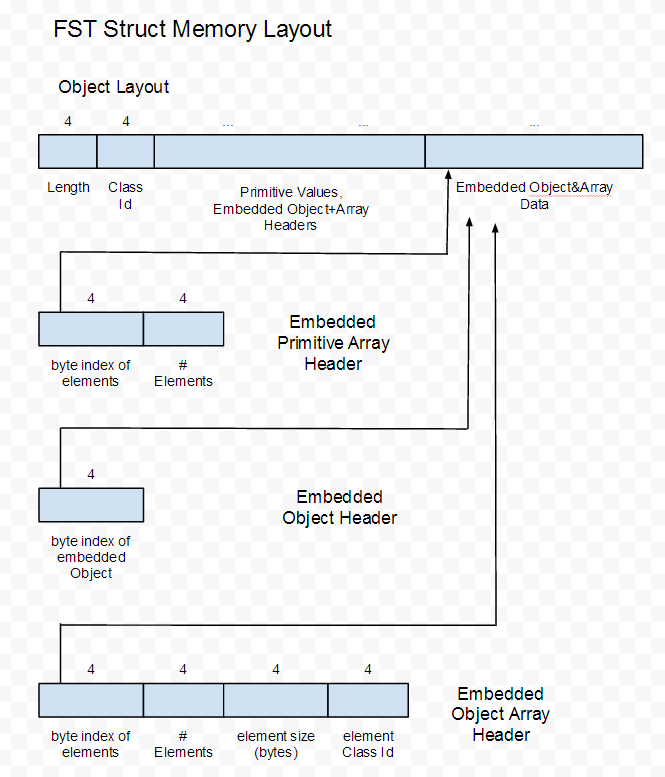 FST Struct Memory Layout
Object Layout
4 4 ... ... ...
Length Class
Id
Primitive Values,
Embedded Object+Array
Headers
Embedded Object&Array
Data
4 4
byte index of
elements
#
Elements
Embedded
Primitive Array
Header
4
byte index of
embedded
Object
Embedded
Object Header
4 4 4 4
byte index of
elements
#
Elements
element size
(bytes)
element
Class Id
Embedded
Object Array
Header